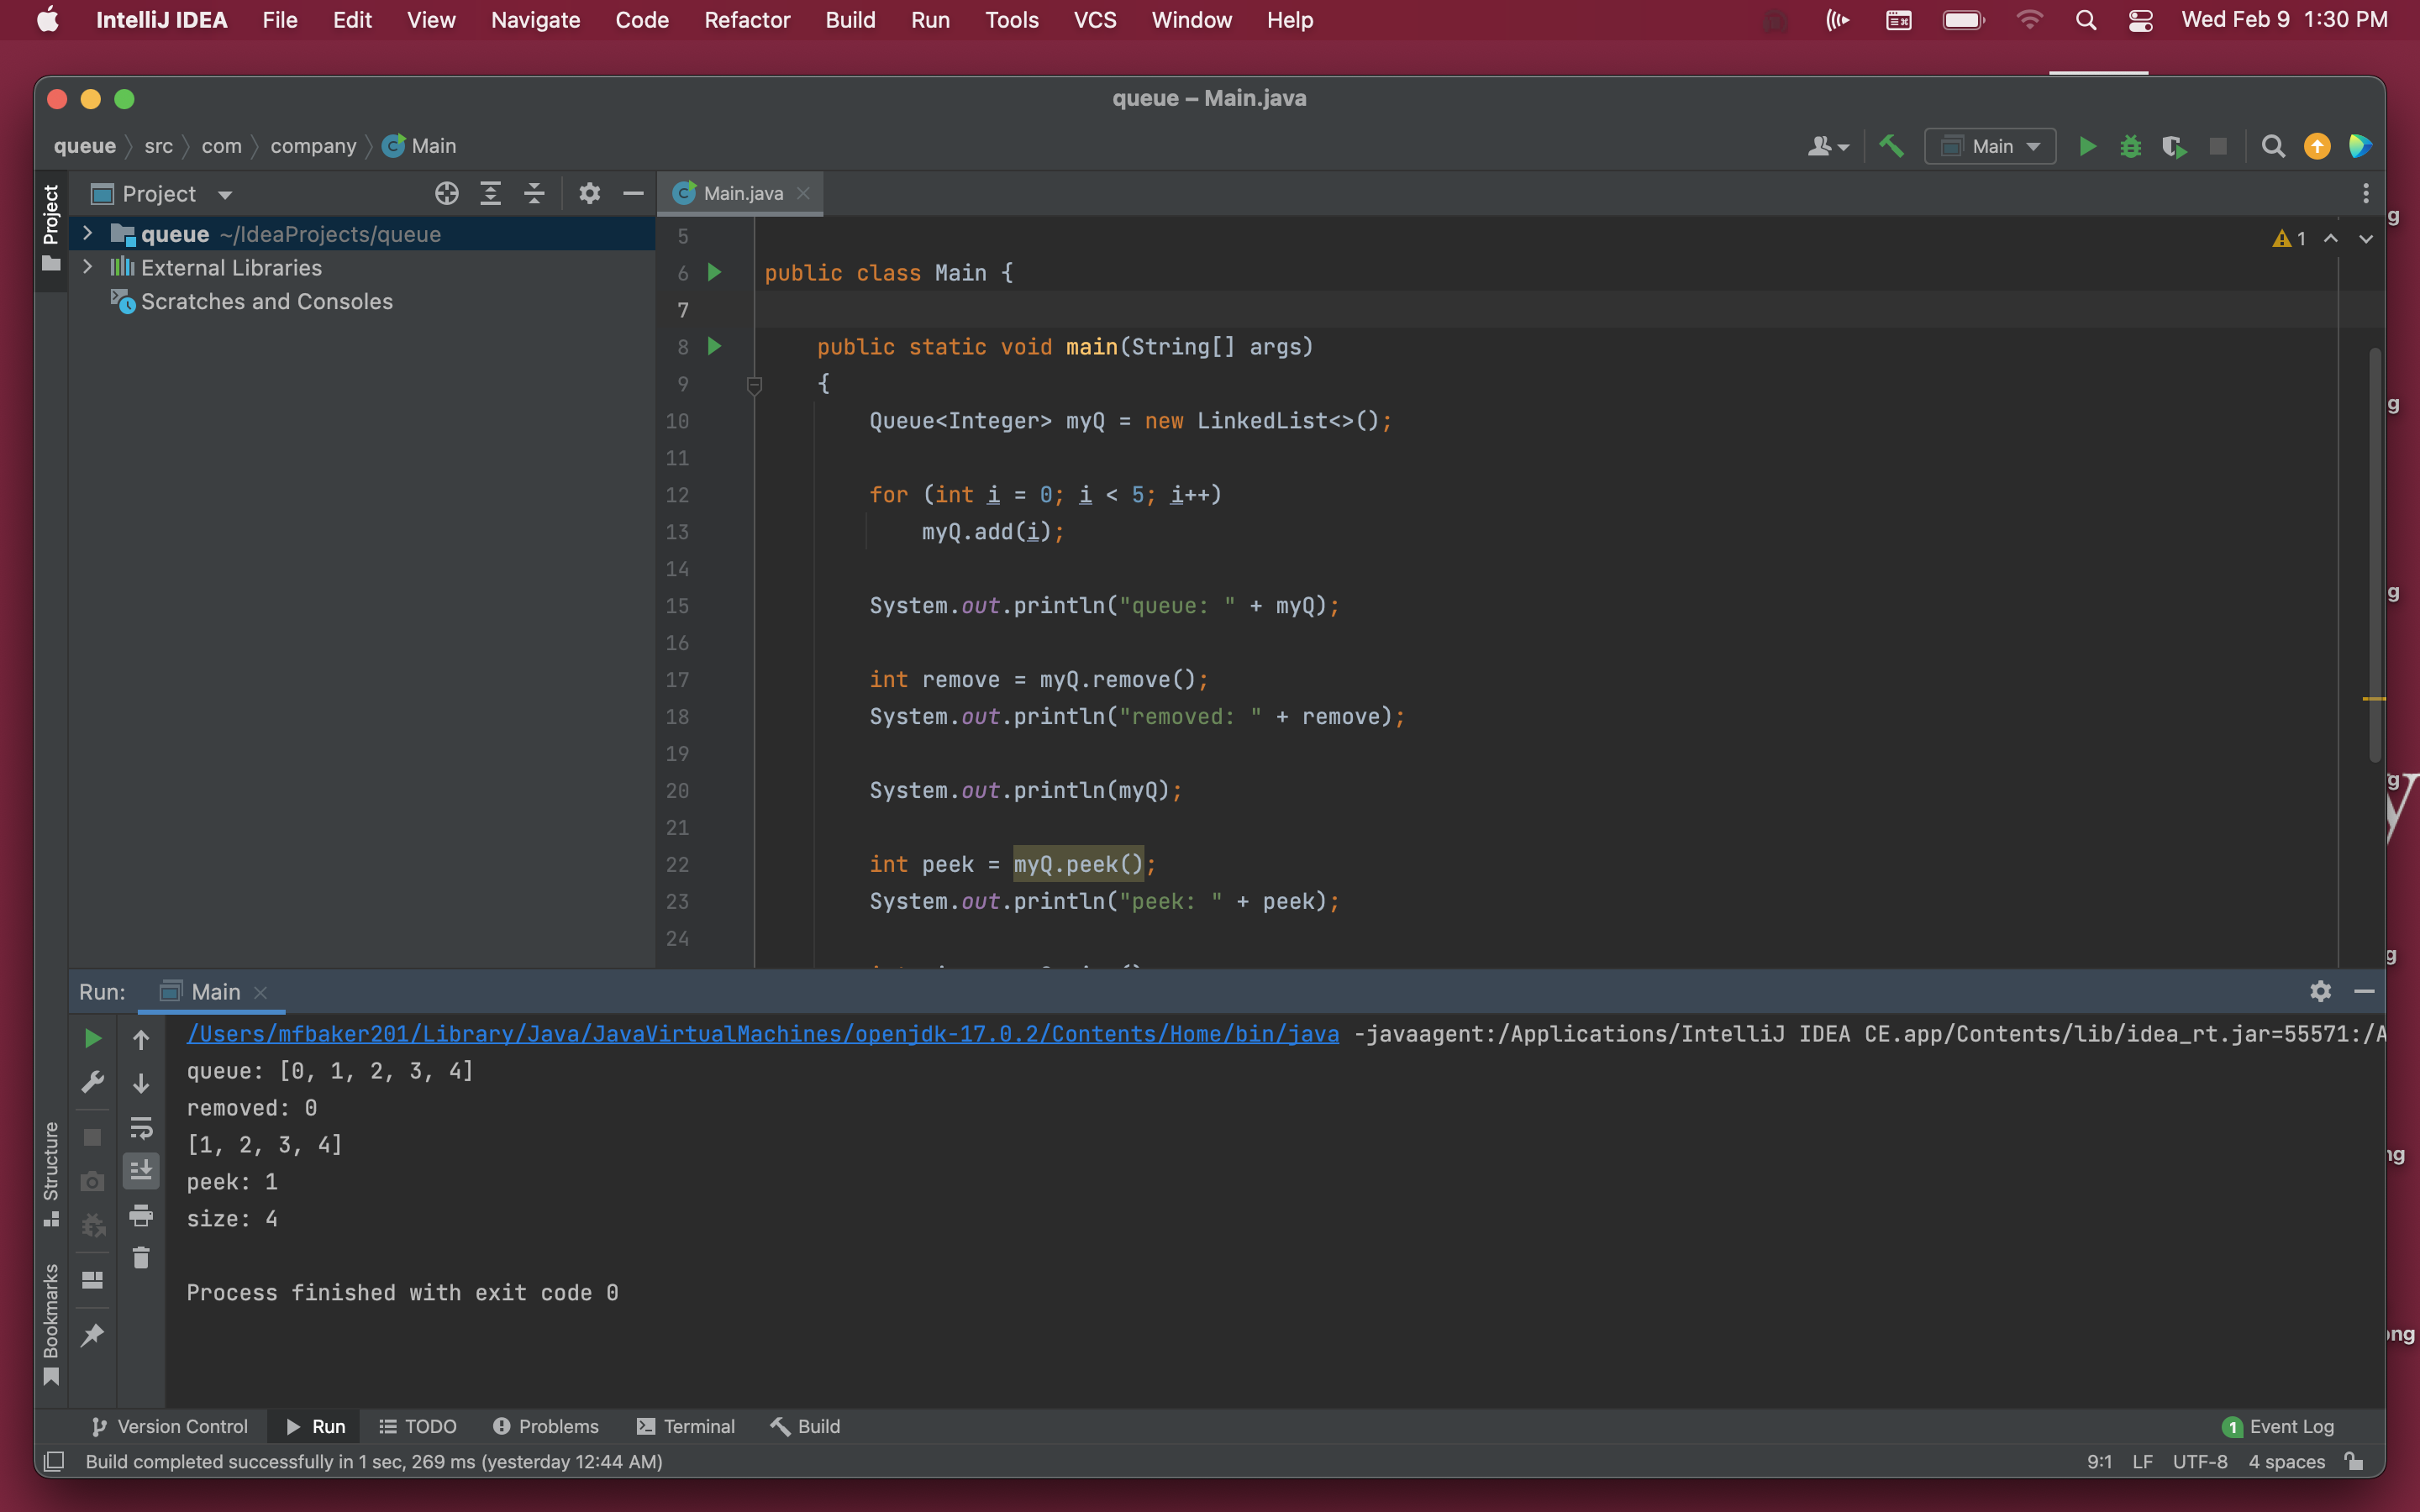 IntelliJ IDEA File Edit View Navigate Code Refactor Build Run Tools VCS Window Help Wed Feb 9 1:30 PM
queue – Main.java
queue src com company Main
Main
Project
Project
Main.java
queue ~/IdeaProjects/queue
External Libraries
Scratches and Consoles
1
5
6 public class Main {
7
8 public static void main(String[] args)
9 {
10 Queue<Integer> myQ = new LinkedList<>();
11
12 for (int i = 0; i < 5; i++)
13 myQ.add(i);
14
15 System.out.println("queue: " + myQ);
16
17 int remove = myQ.remove();
18 System.out.println("removed: " + remove);
19
20 System.out.println(myQ);
21
22 int peek = myQ.peek();
23 System.out.println("peek: " + peek);
24
Run: Main
/Users/mfbaker201/Library/Java/JavaVirtualMachines/openjdk-17.0.2/Contents/Home/bin/java -javaagent:/Applications/IntelliJ IDEA CE.app/Contents/lib/idea_rt.jar=55571:/A
queue: [0, 1, 2, 3, 4]
removed: 0
[1, 2, 3, 4]
peek: 1
size: 4
Process finished with exit code 0
Structure
Bookmarks
Version Control Run TODO Problems Terminal Build 1 Event Log
Build completed successfully in 1 sec, 269 ms (yesterday 12:44 AM) 9:1 LF UTF-8 4 spaces